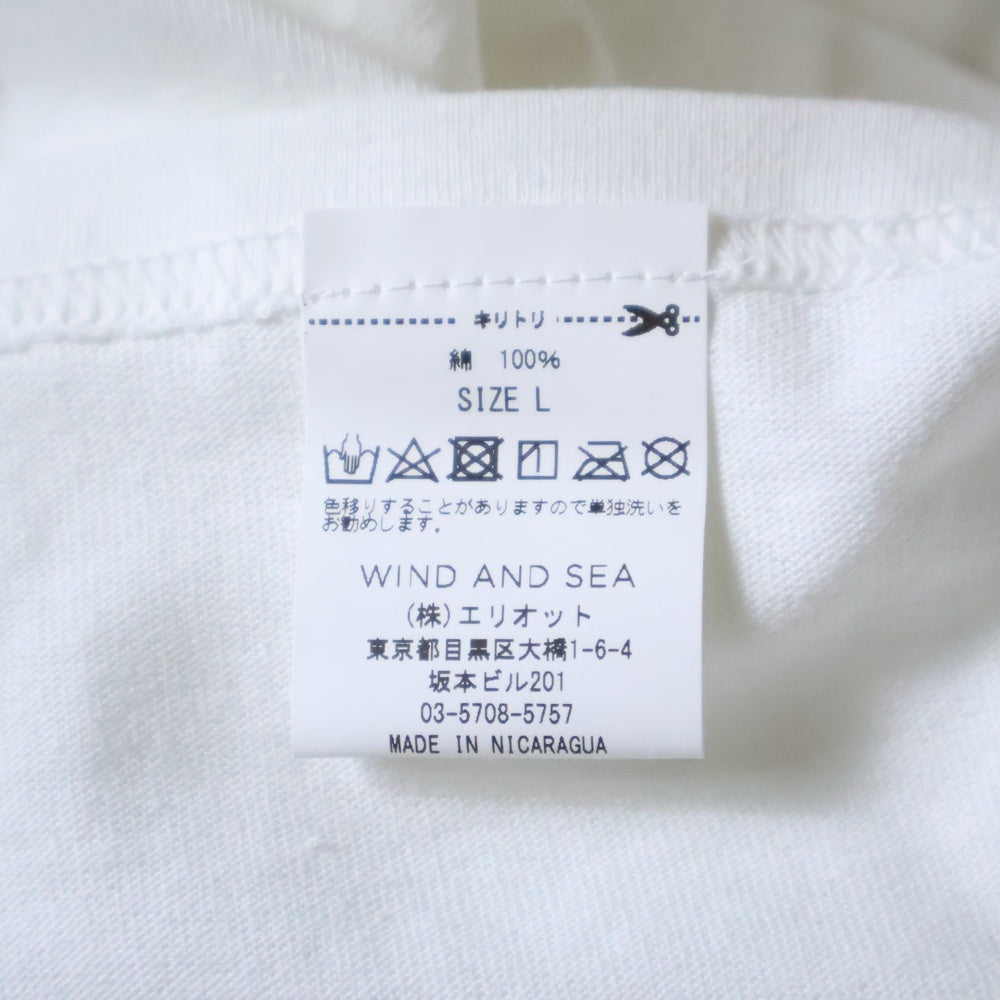 キリトリ
綿 100%
SIZE L
色移りすることがありますので単独洗いを
お勧めします。
WIND AND SEA
(株)エリオット
東京都目黒区大橋1-6-4
坂本ビル201
03-5708-5757
MADE IN NICARAGUA